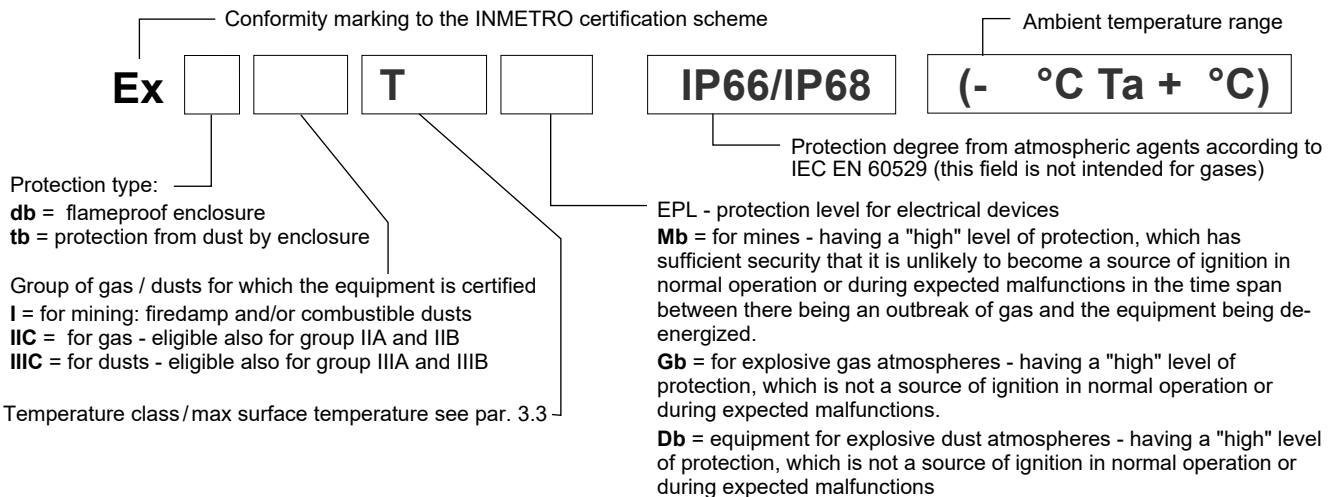 Conformity marking to the INMETRO certification scheme
Ambient temperature range
Ex T IP66/IP68 (- °C Ta + °C)
Protection degree from atmospheric agents according to
IEC EN 60529 (this field is not intended for gases)
Protection type:
db = flameproof enclosure
tb = protection from dust by enclosure
Group of gas / dusts for which the equipment is certified
I = for mining: firedamp and/or combustible dusts
IIC = for gas - eligible also for group IIA and IIB
IIIC = for dusts - eligible also for group IIIA and IIIB
Temperature class/max surface temperature see par. 3.3
EPL - protection level for electrical devices
Mb = for mines - having a "high" level of protection, which has
sufficient security that it is unlikely to become a source of ignition in
normal operation or during expected malfunctions in the time span
between there being an outbreak of gas and the equipment being de-
energized.
Gb = for explosive gas atmospheres - having a "high" level of
protection, which is not a source of ignition in normal operation or
during expected malfunctions.
Db = equipment for explosive dust atmospheres - having a "high" level
of protection, which is not a source of ignition in normal operation or
during expected malfunctions